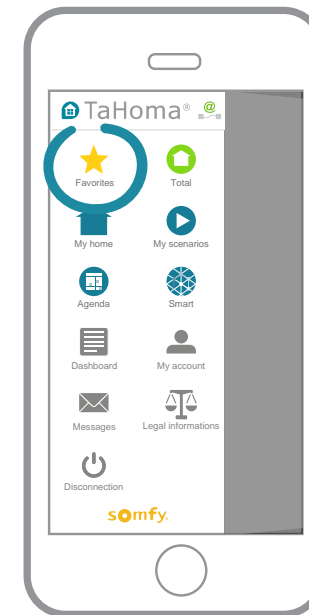 TaHoma® @
Favorites Total
My home My scenarios
Agenda Smart
Dashboard My account
Messages Legal informations
Disconnection
somfy.